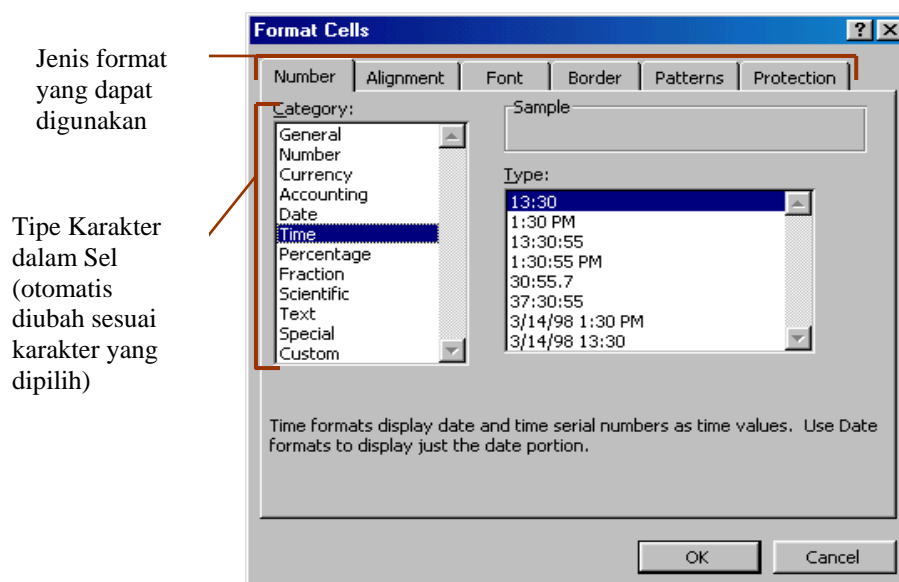 Format Cells
Jenis format
yang dapat
digunakan
Number Alignment Font Border Patterns Protection
Category:
General
Number
Currency
Accounting
Date
Time
Percentage
Fraction
Scientific
Text
Special
Custom
Sample
Type:
13:30
1:30 PM
13:30:55
1:30:55 PM
30:55.7
37:30:55
3/14/98 1:30 PM
3/14/98 13:30
Tipe Karakter
dalam Sel
(otomatis
diubah sesuai
karakter yang
dipilih)
Time formats display date and time serial numbers as time values. Use Date
formats to display just the date portion.
OK Cancel